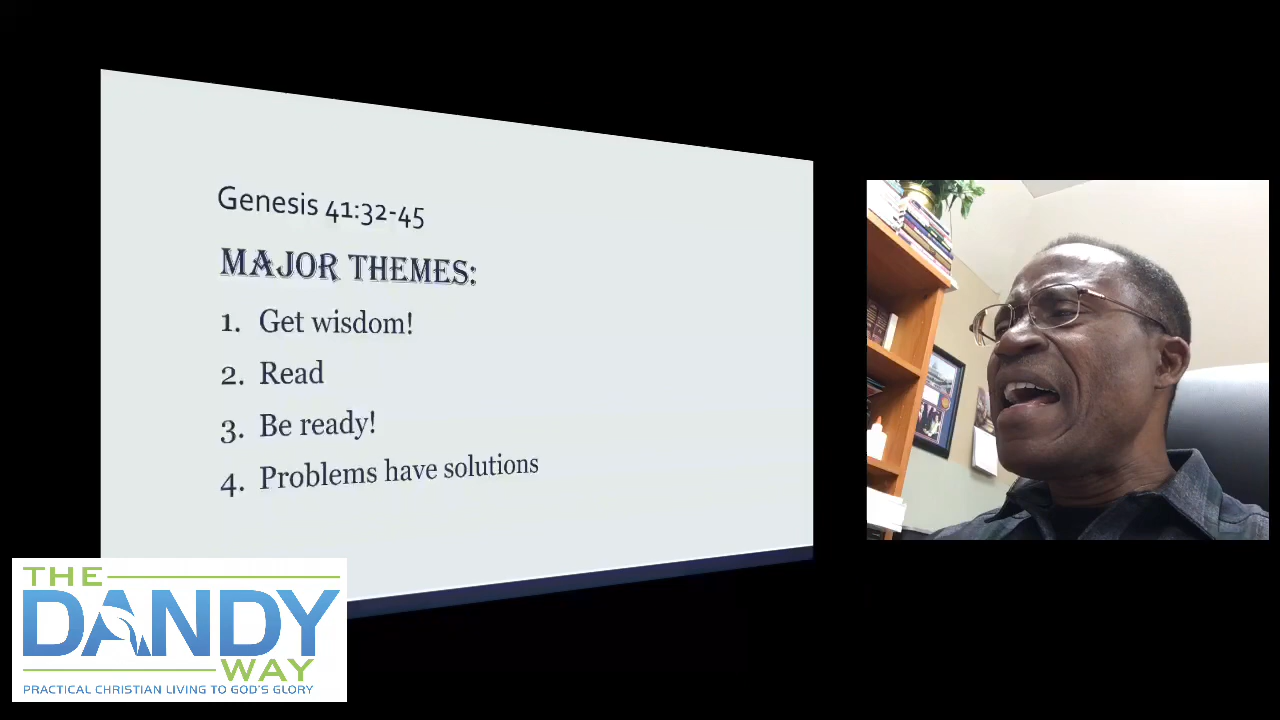 Genesis 41:32-45
MAJOR THEMES:
1. Get wisdom!
2. Read
3. Be ready!
4. Problems have solutions
THE
DANDY
WAY
PRACTICAL CHRISTIAN LIVING TO GOD'S GLORY